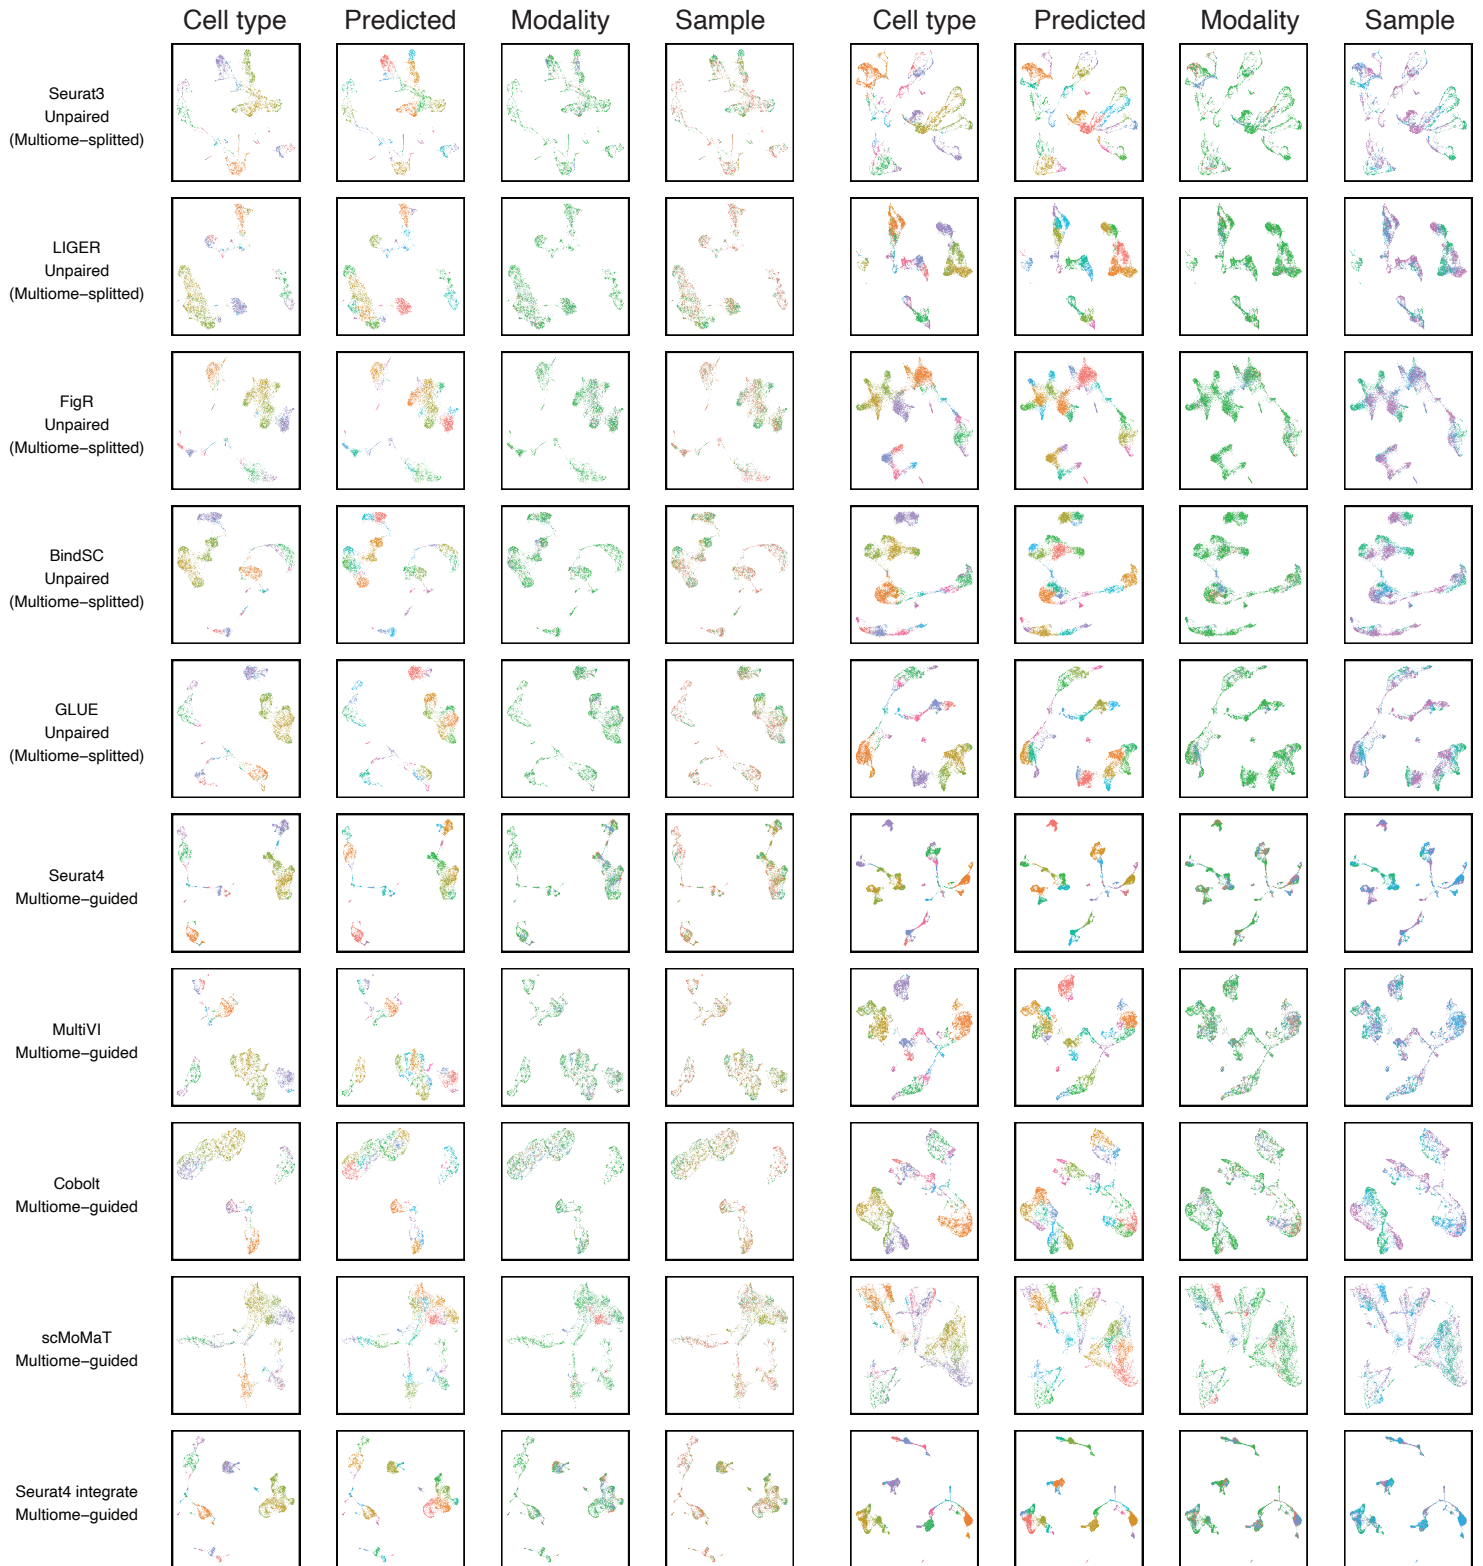 Cell type Predicted Modality Sample Cell type Predicted Modality Sample
Seurat3
Unpaired
(Multiome−splitted)
LIGER
Unpaired
(Multiome−splitted)
FigR
Unpaired
(Multiome−splitted)
BindSC
Unpaired
(Multiome−splitted)
GLUE
Unpaired
(Multiome−splitted)
Seurat4
Multiome−guided
MultiVI
Multiome−guided
Cobolt
Multiome−guided
scMoMaT
Multiome−guided
Seurat4 integrate
Multiome−guided